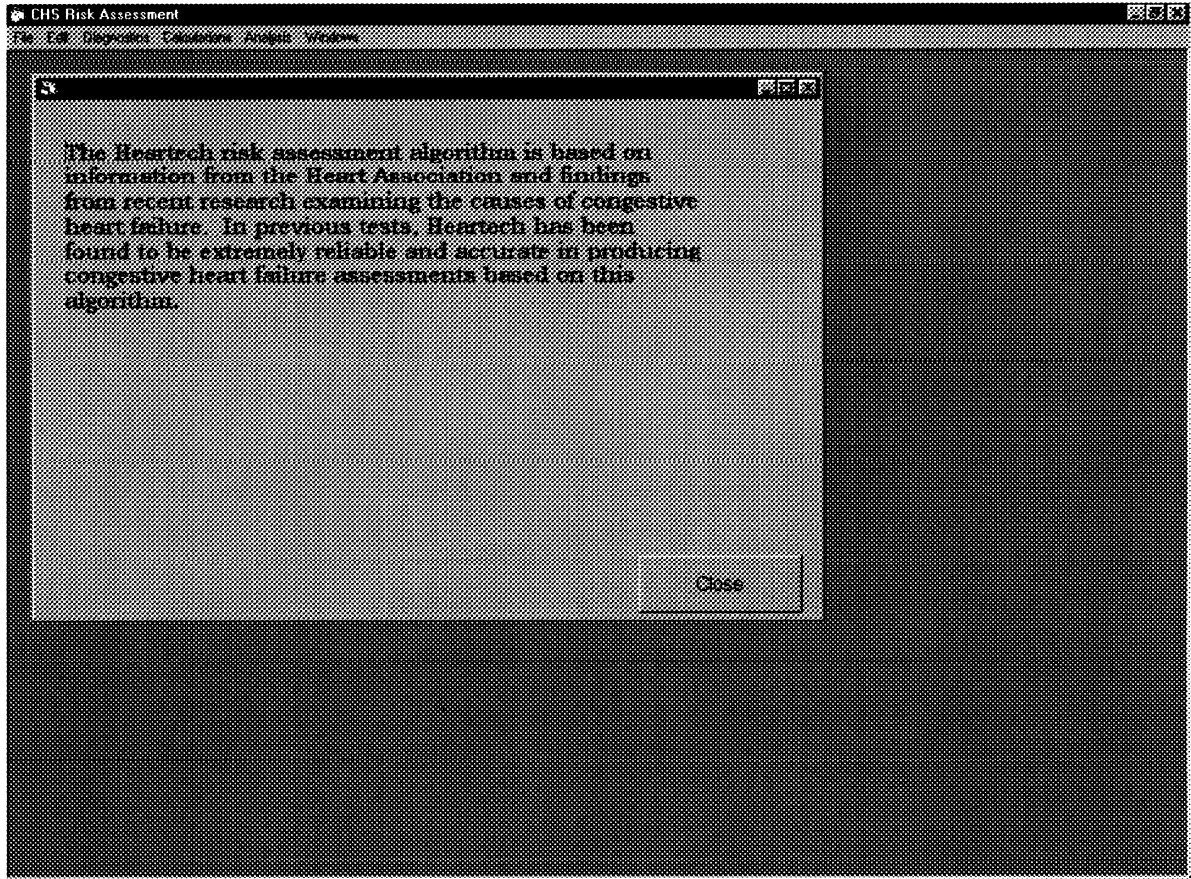 CHS Risk Assessment
File Edit Diagnostics Calculations Analysis Windows
The Heartech risk assessment algorithm is based on
information from the Heart Association and findings
from recent research examining the causes of congestive
heart failure. In previous tests, Heartech has been
found to be extremely reliable and accurate in producing
congestive heart failure assessments based on this
algorithm.
Close